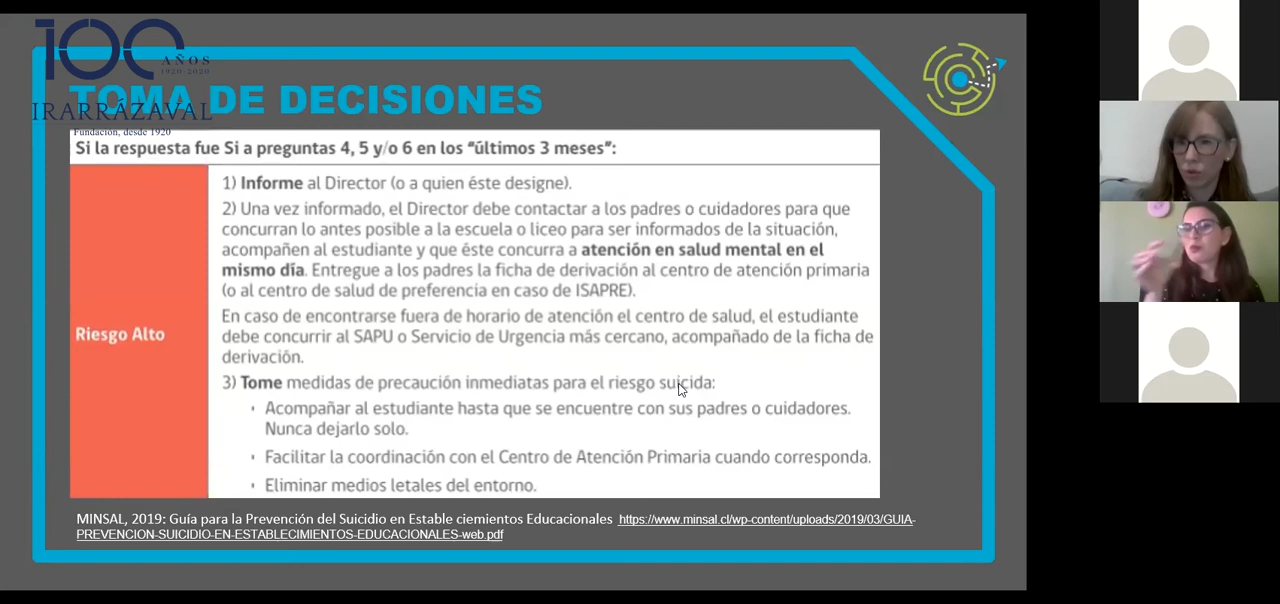 100
AÑOS
1920-2020
IRARRÁZAVAL
Fundación, desde 1920
TOMA DE DECISIONES
Si la respuesta fue Si a preguntas 4, 5 y/o 6 en los "últimos 3 meses":
Riesgo Alto
1) Informe al Director (o a quien éste designe).
2) Una vez informado, el Director debe contactar a los padres o cuidadores para que
concurran lo antes posible a la escuela o liceo para ser informados de la situación,
acompañen al estudiante y que éste concurra a atención en salud mental en el
mismo día. Entregue a los padres la ficha de derivación al centro de atención primaria
(o al centro de salud de preferencia en caso de ISAPRE).
En caso de encontrarse fuera de horario de atención el centro de salud, el estudiante
debe concurrir al SAPU o Servicio de Urgencia más cercano, acompañado de la ficha de
derivación.
3) Tome medidas de precaución inmediatas para el riesgo suicida:
· Acompañar al estudiante hasta que se encuentre con sus padres o cuidadores.
Nunca dejarlo solo.
· Facilitar la coordinación con el Centro de Atención Primaria cuando corresponda.
· Eliminar medios letales del entorno.
MINSAL, 2019: Guía para la Prevención del Suicidio en Estable ciemientos Educacionales https://www.minsal.cl/wp-content/uploads/2019/03/GUIA-
PREVENCION-SUICIDIO-EN-ESTABLECIMIENTOS-EDUCACIONALES-web.pdf